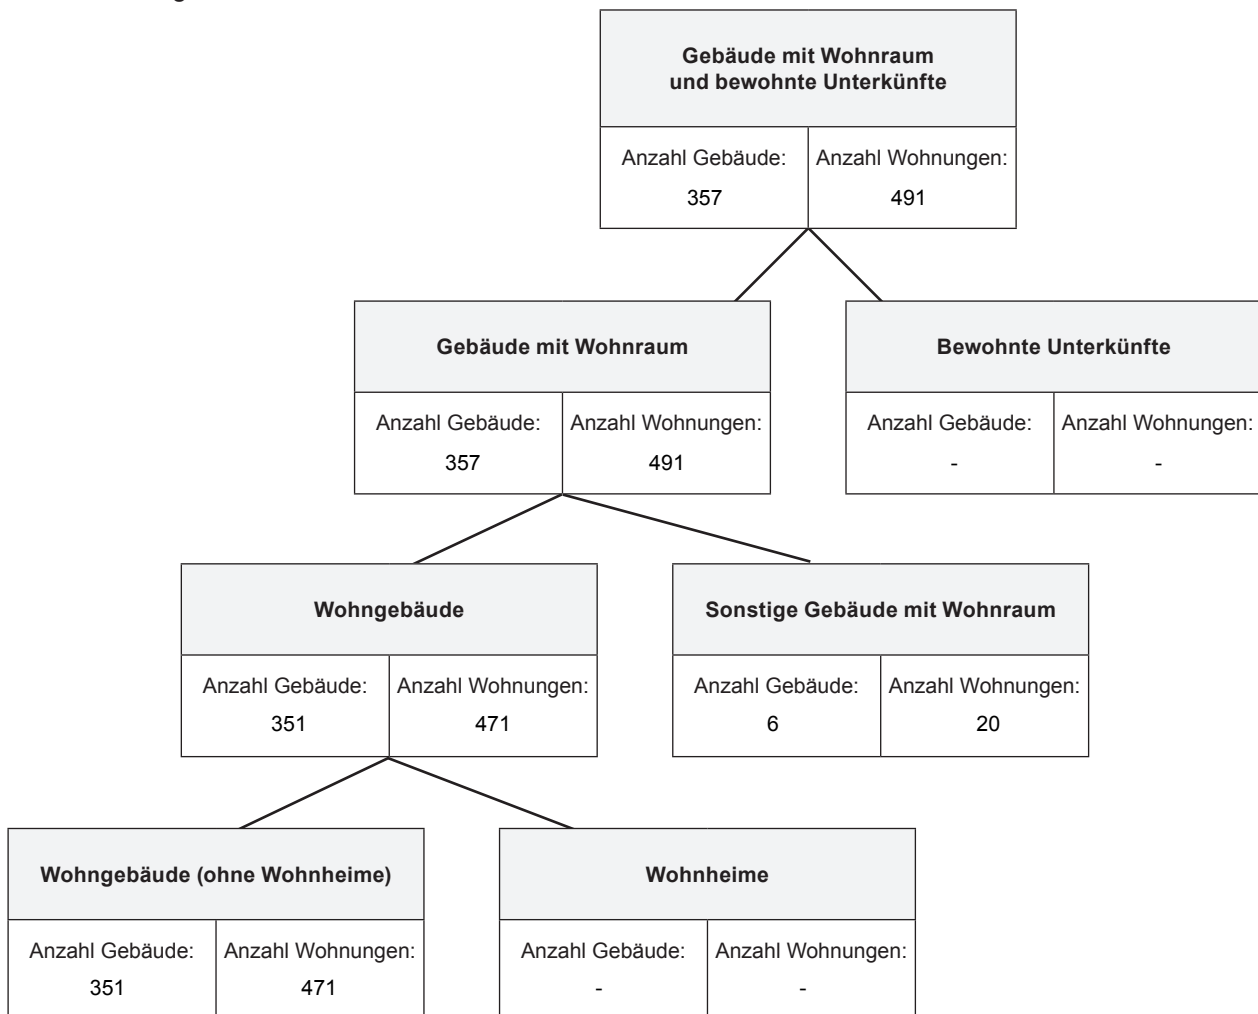 Gebäude mit Wohnraum
und bewohnte Unterkünfte
Anzahl Gebäude: Anzahl Wohnungen:
357 491
Gebäude mit Wohnraum
Anzahl Gebäude: Anzahl Wohnungen:
357 491
Bewohnte Unterkünfte
Anzahl Gebäude: Anzahl Wohnungen:
- -
Wohngebäude
Anzahl Gebäude: Anzahl Wohnungen:
351 471
Sonstige Gebäude mit Wohnraum
Anzahl Gebäude: Anzahl Wohnungen:
6 20
Wohngebäude (ohne Wohnheime)
Anzahl Gebäude: Anzahl Wohnungen:
351 471
Wohnheime
Anzahl Gebäude: Anzahl Wohnungen:
- -